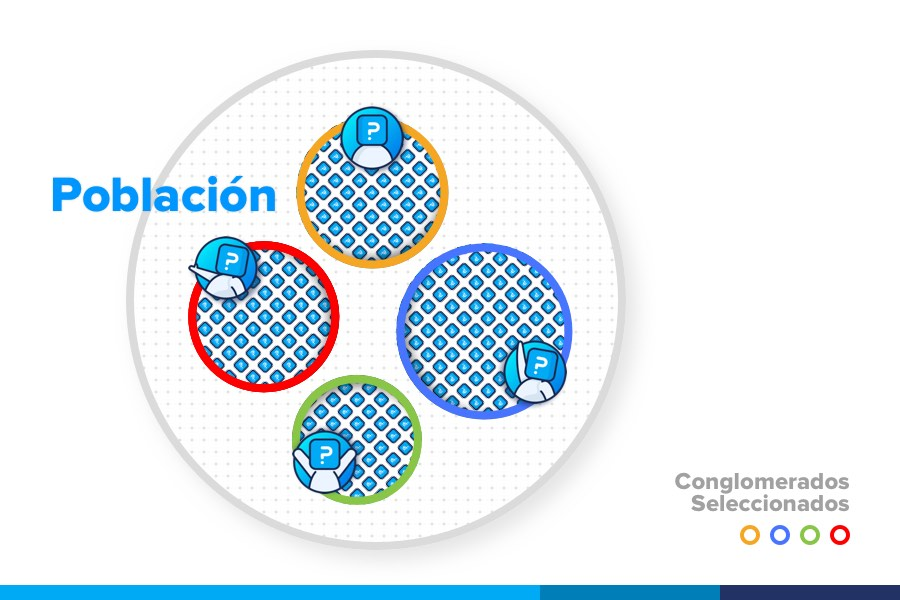 ?
Población
?
?
?
Conglomerados
Seleccionados